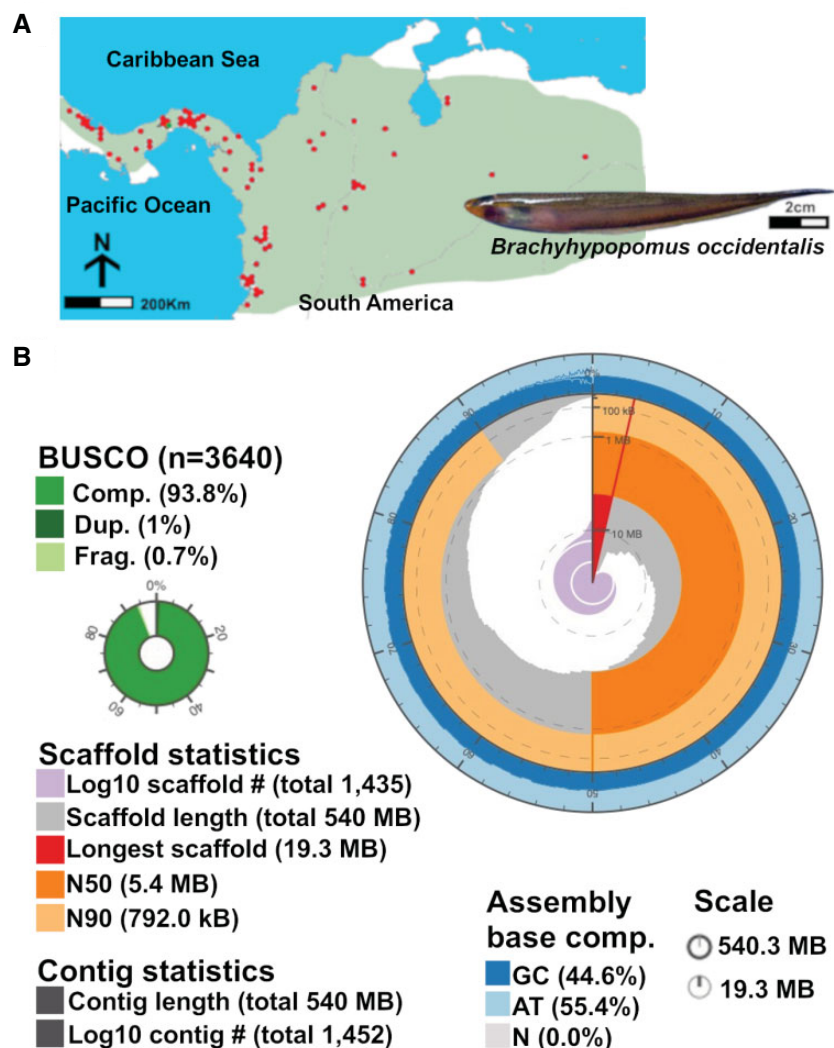 A
Caribbean Sea
Pacific Ocean
N
200Km
South America
2cm
Brachyhypopomus occidentalis
B
BUSCO (n=3640)
Comp. (93.8%)
Dup. (1%)
Frag. (0.7%)
0%
20
40
60
80
0%
10
20
30
40
50
60
70
80
90
100 kB
1 MB
10 MB
Scaffold statistics
Log10 scaffold # (total 1,435)
Scaffold length (total 540 MB)
Longest scaffold (19.3 MB)
N50 (5.4 MB)
N90 (792.0 kB)
Contig statistics
Contig length (total 540 MB)
Log10 contig # (total 1,452)
Assembly
base comp.
GC (44.6%)
AT (55.4%)
N (0.0%)
Scale
540.3 MB
19.3 MB